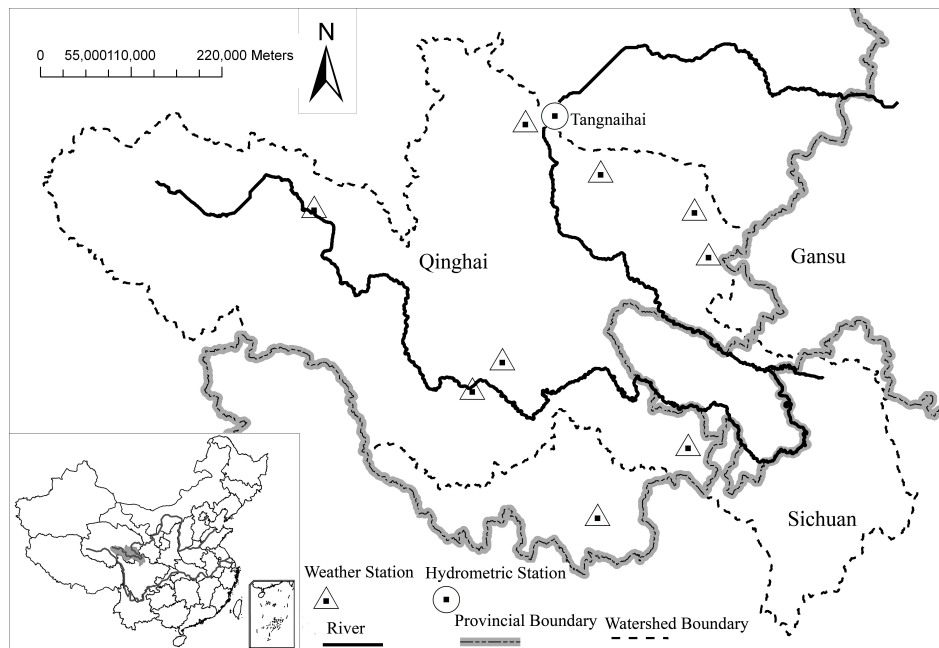 0 55,000110,000 220,000 Meters
N
Tangnaihai
Qinghai
Gansu
Sichuan
Weather Station
Hydrometric Station
River
Provincial Boundary
Watershed Boundary